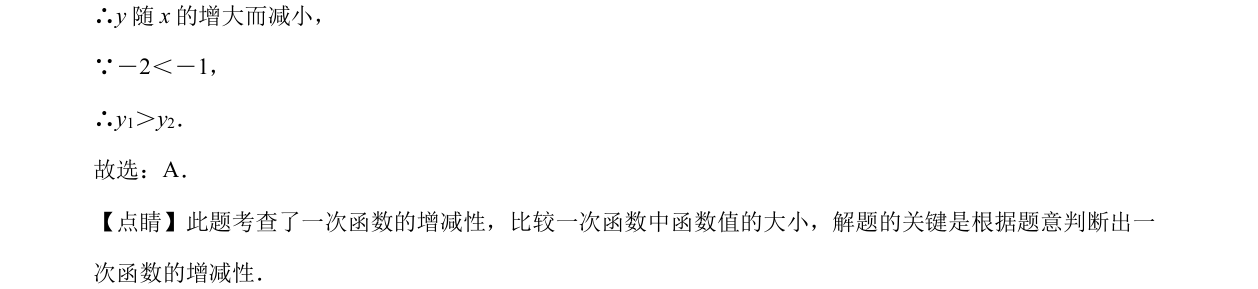 ∴y 随 x 的增大而减小，
∵－2＜－1，
∴y₁＞y₂．
故选：A．
【点睛】此题考查了一次函数的增减性，比较一次函数中函数值的大小，解题的关键是根据题意判断出一
次函数的增减性．